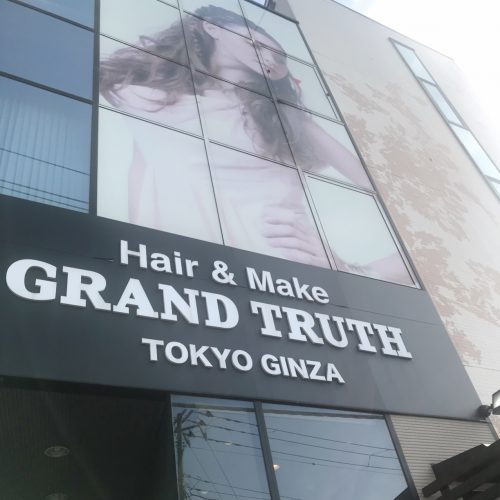 Hair & Make
GRAND TRUTH
TOKYO GINZA